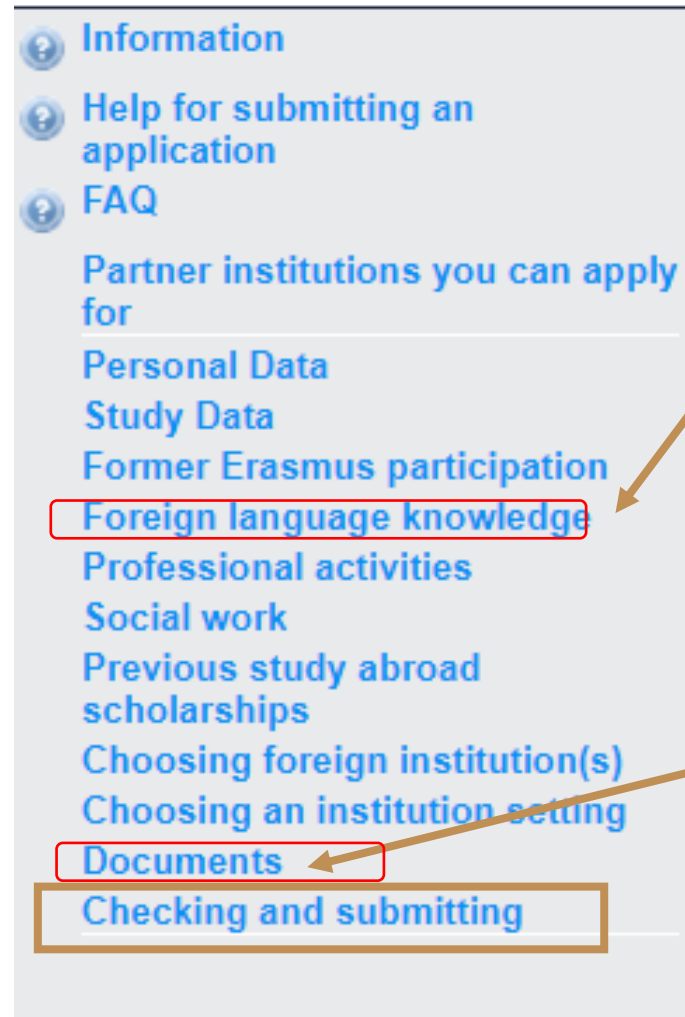 Information
Help for submitting an
application
FAQ
Partner institutions you can apply
for
Personal Data
Study Data
Former Erasmus participation
Foreign language knowledge
Professional activities
Social work
Previous study abroad
scholarships
Choosing foreign institution(s)
Choosing an institution setting
Documents
Checking and submitting